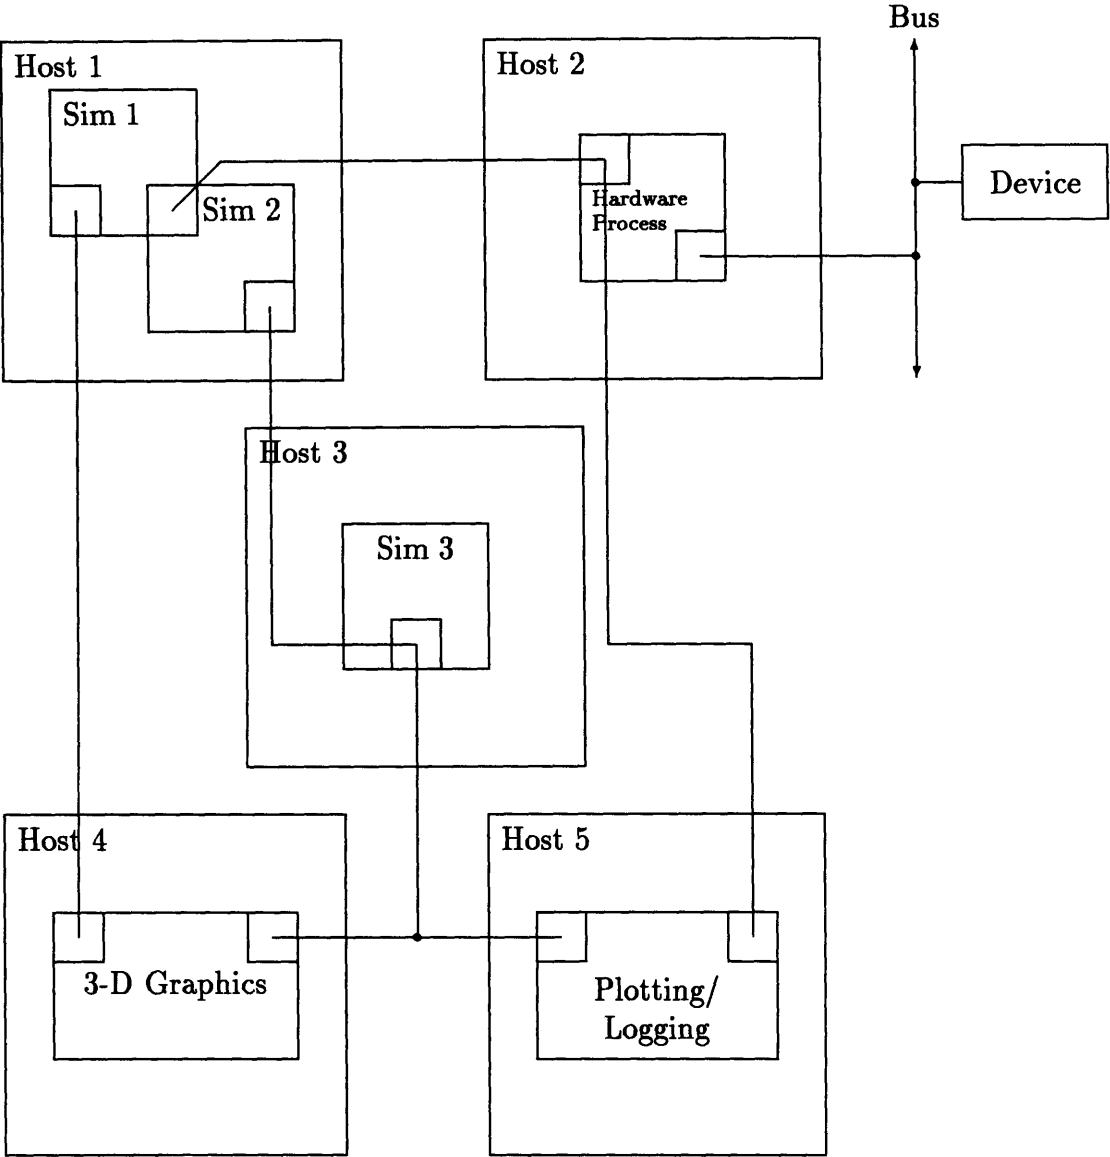 Bus
Host 1
Host 2
Sim 1
Device
Sim 2
Hardware
Process
Host 3
Sim 3
Host 4
Host 5
3-D Graphics
Plotting/
Logging